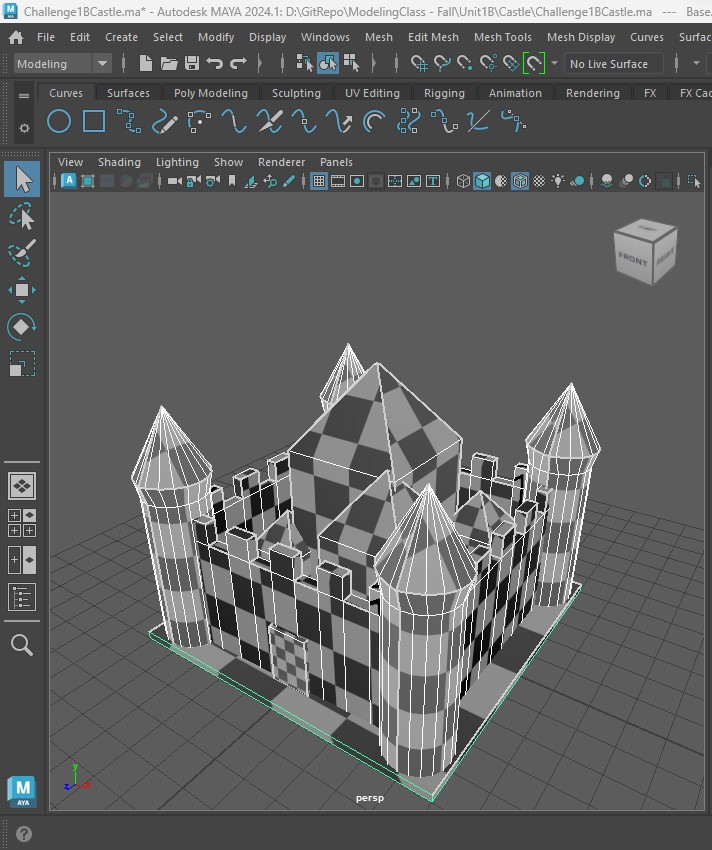 Challenge1BCastle.ma* - Autodesk MAYA 2024.1: D:\GitRepo\ModelingClass - Fall\Unit1B\Castle\Challenge1BCastle.ma --- Base.
File Edit Create Select Modify Display Windows Mesh Edit Mesh Mesh Tools Mesh Display Curves Surfac
Modeling No Live Surface
Curves Surfaces Poly Modeling Sculpting UV Editing Rigging Animation Rendering FX FX Cac
View Shading Lighting Show Renderer Panels
FRONT
y
z
persp
M
AYA